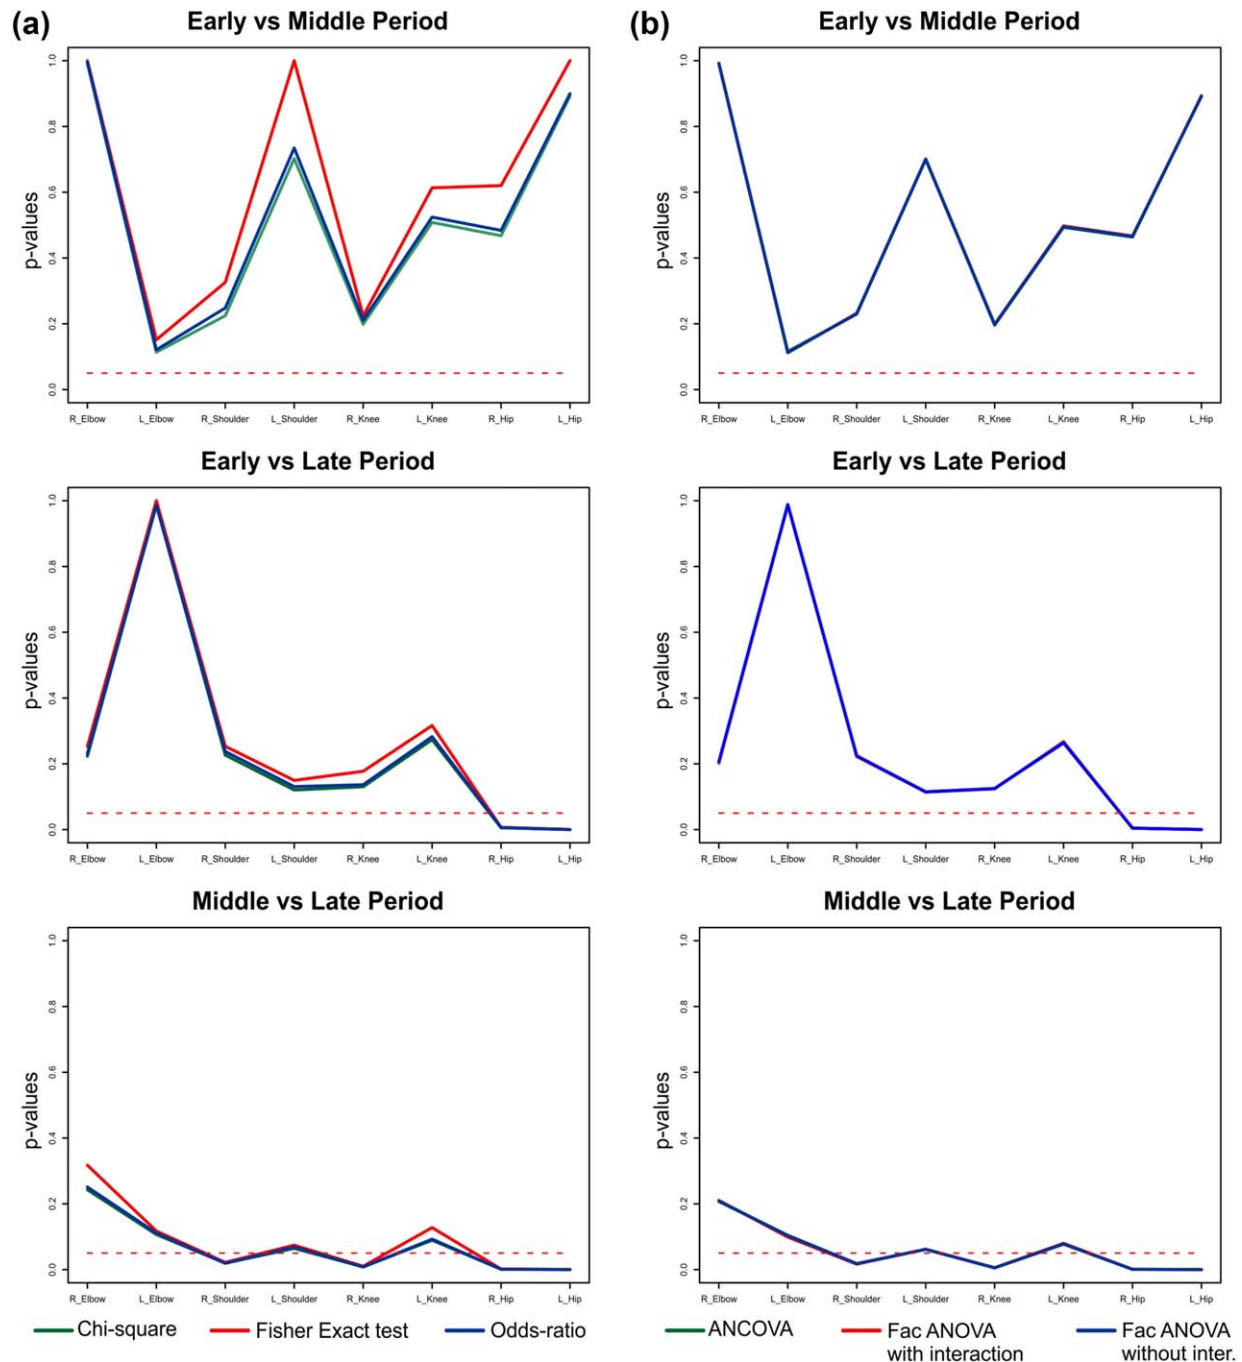 (a)
Early vs Middle Period
p-values
1.0
0.8
0.6
0.4
0.2
0.0
R_Elbow L_Elbow R_Shoulder L_Shoulder R_Knee L_Knee R_Hip L_Hip
Early vs Late Period
p-values
1.0
0.8
0.6
0.4
0.2
0.0
R_Elbow L_Elbow R_Shoulder L_Shoulder R_Knee L_Knee R_Hip L_Hip
Middle vs Late Period
p-values
1.0
0.8
0.6
0.4
0.2
0.0
R_Elbow L_Elbow R_Shoulder L_Shoulder R_Knee L_Knee R_Hip L_Hip
Chi-square Fisher Exact test Odds-ratio
(b)
Early vs Middle Period
p-values
1.0
0.8
0.6
0.4
0.2
0.0
R_Elbow L_Elbow R_Shoulder L_Shoulder R_Knee L_Knee R_Hip L_Hip
Early vs Late Period
p-values
1.0
0.8
0.6
0.4
0.2
0.0
R_Elbow L_Elbow R_Shoulder L_Shoulder R_Knee L_Knee R_Hip L_Hip
Middle vs Late Period
p-values
1.0
0.8
0.6
0.4
0.2
0.0
R_Elbow L_Elbow R_Shoulder L_Shoulder R_Knee L_Knee R_Hip L_Hip
ANCOVA
Fac ANOVA
with interaction
Fac ANOVA
without inter.